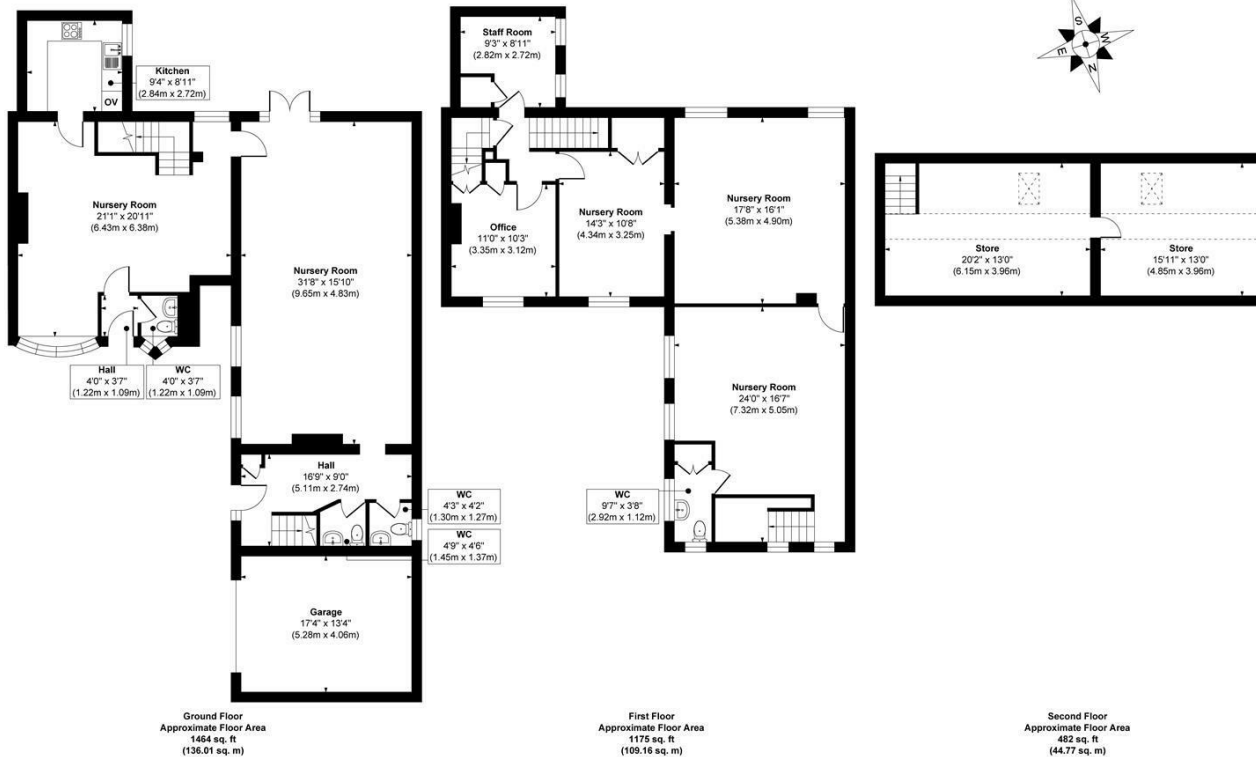 Kitchen
9'4" x 8'11"
(2.84m x 2.72m)
OV
Nursery Room
21'1" x 20'11"
(6.43m x 6.38m)
Nursery Room
31'8" x 15'10"
(9.65m x 4.83m)
Hall
4'0" x 3'7"
(1.22m x 1.09m)
WC
4'0" x 3'7"
(1.22m x 1.09m)
Hall
16'9" x 9'0"
(5.11m x 2.74m)
WC
4'3" x 4'2"
(1.30m x 1.27m)
WC
4'9" x 4'6"
(1.45m x 1.37m)
Garage
17'4" x 13'4"
(5.28m x 4.06m)
Ground Floor
Approximate Floor Area
1464 sq. ft
(136.01 sq. m)
Staff Room
9'3" x 8'11"
(2.82m x 2.72m)
Office
11'0" x 10'3"
(3.35m x 3.12m)
Nursery Room
14'3" x 10'8"
(4.34m x 3.25m)
Nursery Room
17'8" x 16'1"
(5.38m x 4.90m)
Nursery Room
24'0" x 16'7"
(7.32m x 5.05m)
WC
9'7" x 3'8"
(2.92m x 1.12m)
First Floor
Approximate Floor Area
1175 sq. ft
(109.16 sq. m)
S
W
E
N
Store
20'2" x 13'0"
(6.15m x 3.96m)
Store
15'11" x 13'0"
(4.85m x 3.96m)
Second Floor
Approximate Floor Area
482 sq. ft
(44.77 sq. m)